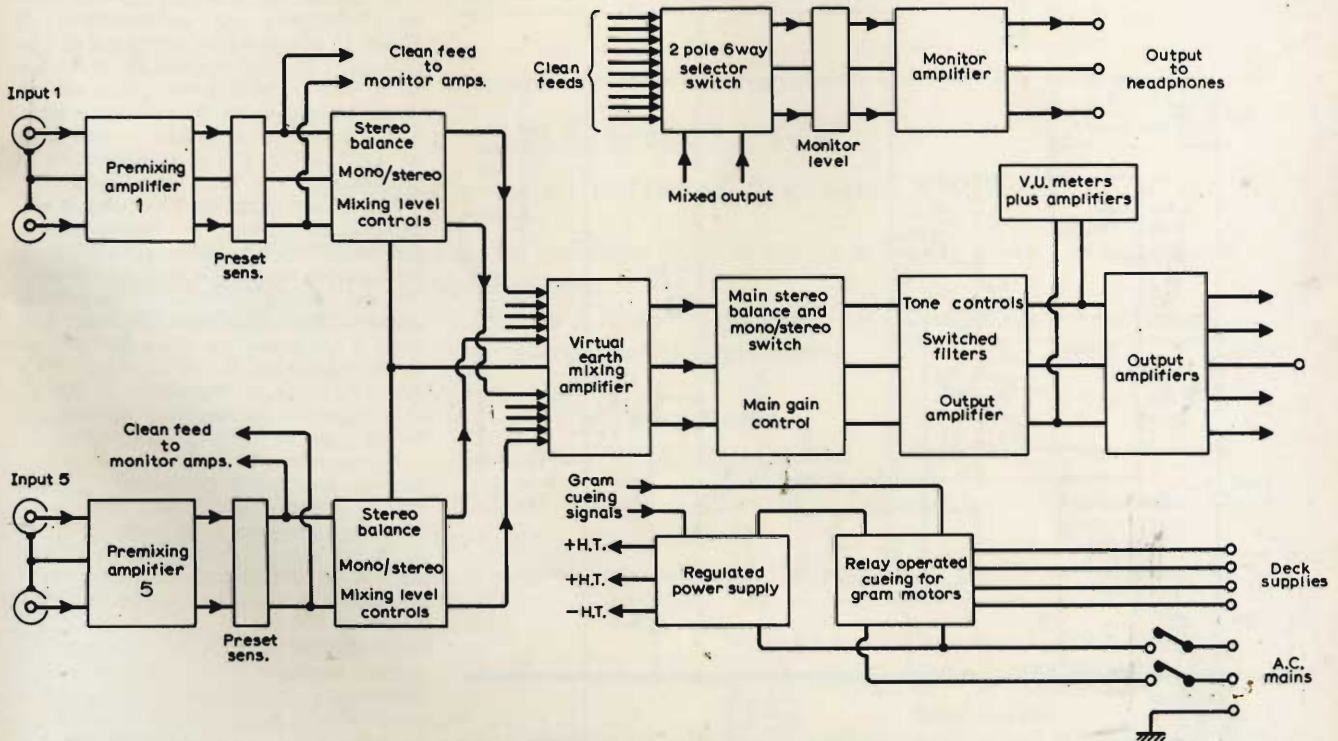 Input 1
Premixing
amplifier
1
Preset
sens.
Clean feed
to
monitor amps.
Stereo
balance
Mono/stereo
Mixing level
controls
Clean
feeds
2 pole 6way
selector
switch
Mixed output
Monitor
level
Monitor
amplifier
Output
to
headphones
V.U. meters
plus amplifiers
Virtual
earth
mixing
amplifier
Main stereo
balance and
mono/stereo
switch
Main gain
control
Tone controls
Switched
filters
Output
amplifier
Output
amplifiers
Clean feed
to
monitor amps.
Input 5
Premixing
amplifier
5
Preset
sens.
Stereo
balance
Mono/stereo
Mixing level
controls
Gram
cueing
signals
+H.T.
+H.T.
-H.T.
Regulated
power supply
Relay operated
cueing for
gram motors
Deck
supplies
A.C.
mains